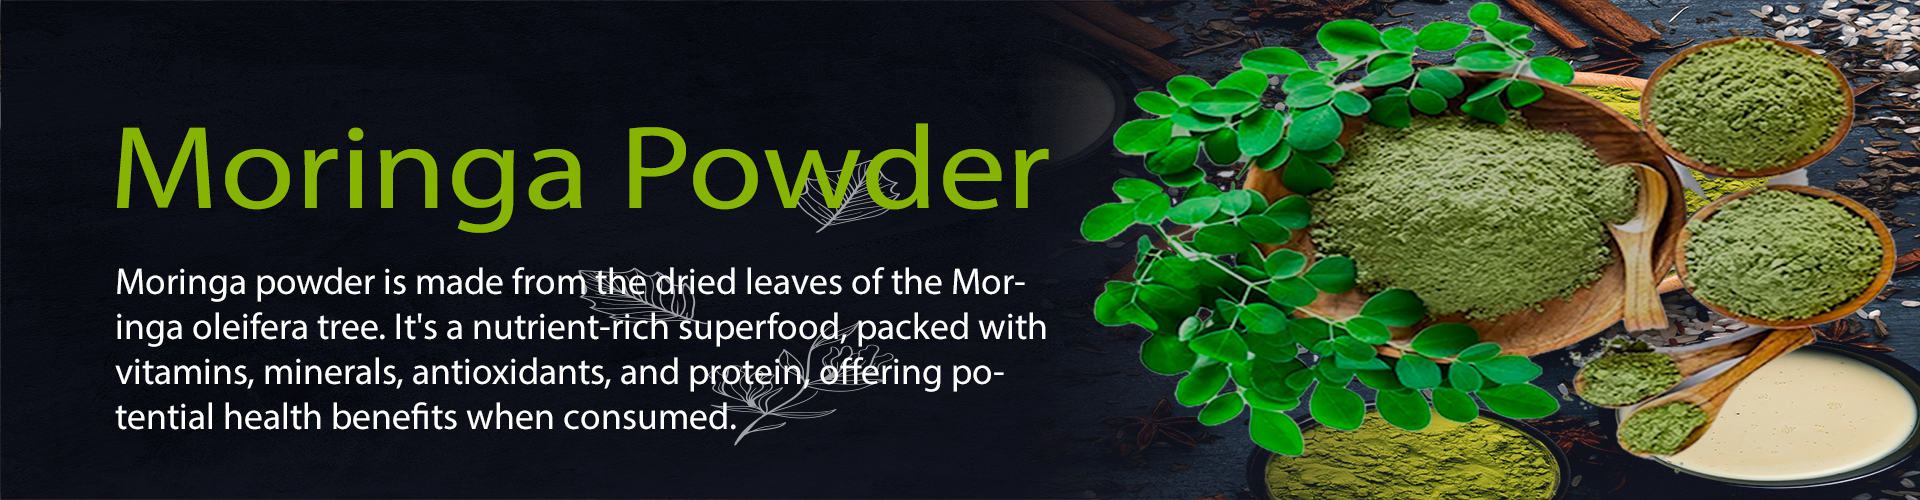 Moringa Powder
Moringa powder is made from the dried leaves of the Mor-
inga oleifera tree. It's a nutrient-rich superfood, packed with
vitamins, minerals, antioxidants, and protein, offering po-
tential health benefits when consumed.